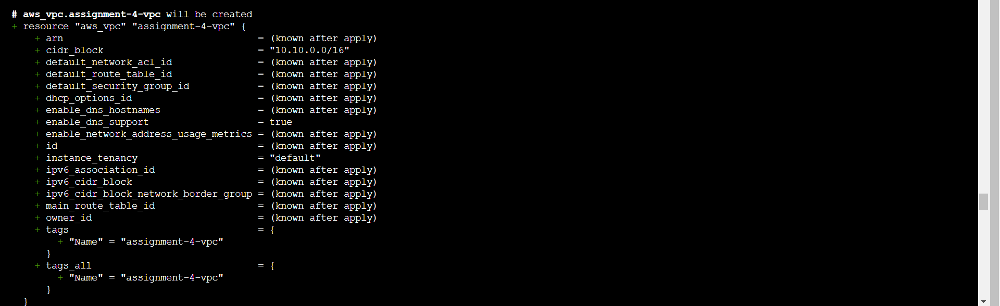 # aws_vpc.assignment-4-vpc will be created
+ resource "aws_vpc" "assignment-4-vpc" {
    + arn                                  = (known after apply)
    + cidr_block                           = "10.10.0.0/16"
    + default_network_acl_id               = (known after apply)
    + default_route_table_id               = (known after apply)
    + default_security_group_id            = (known after apply)
    + dhcp_options_id                      = (known after apply)
    + enable_dns_hostnames                 = (known after apply)
    + enable_dns_support                   = true
    + enable_network_address_usage_metrics = (known after apply)
    + id                                   = (known after apply)
    + instance_tenancy                     = "default"
    + ipv6_association_id                  = (known after apply)
    + ipv6_cidr_block                      = (known after apply)
    + ipv6_cidr_block_network_border_group = (known after apply)
    + main_route_table_id                  = (known after apply)
    + owner_id                             = (known after apply)
    + tags                                 = {
        + "Name" = "assignment-4-vpc"
      }
    + tags_all                             = {
        + "Name" = "assignment-4-vpc"
      }
  }